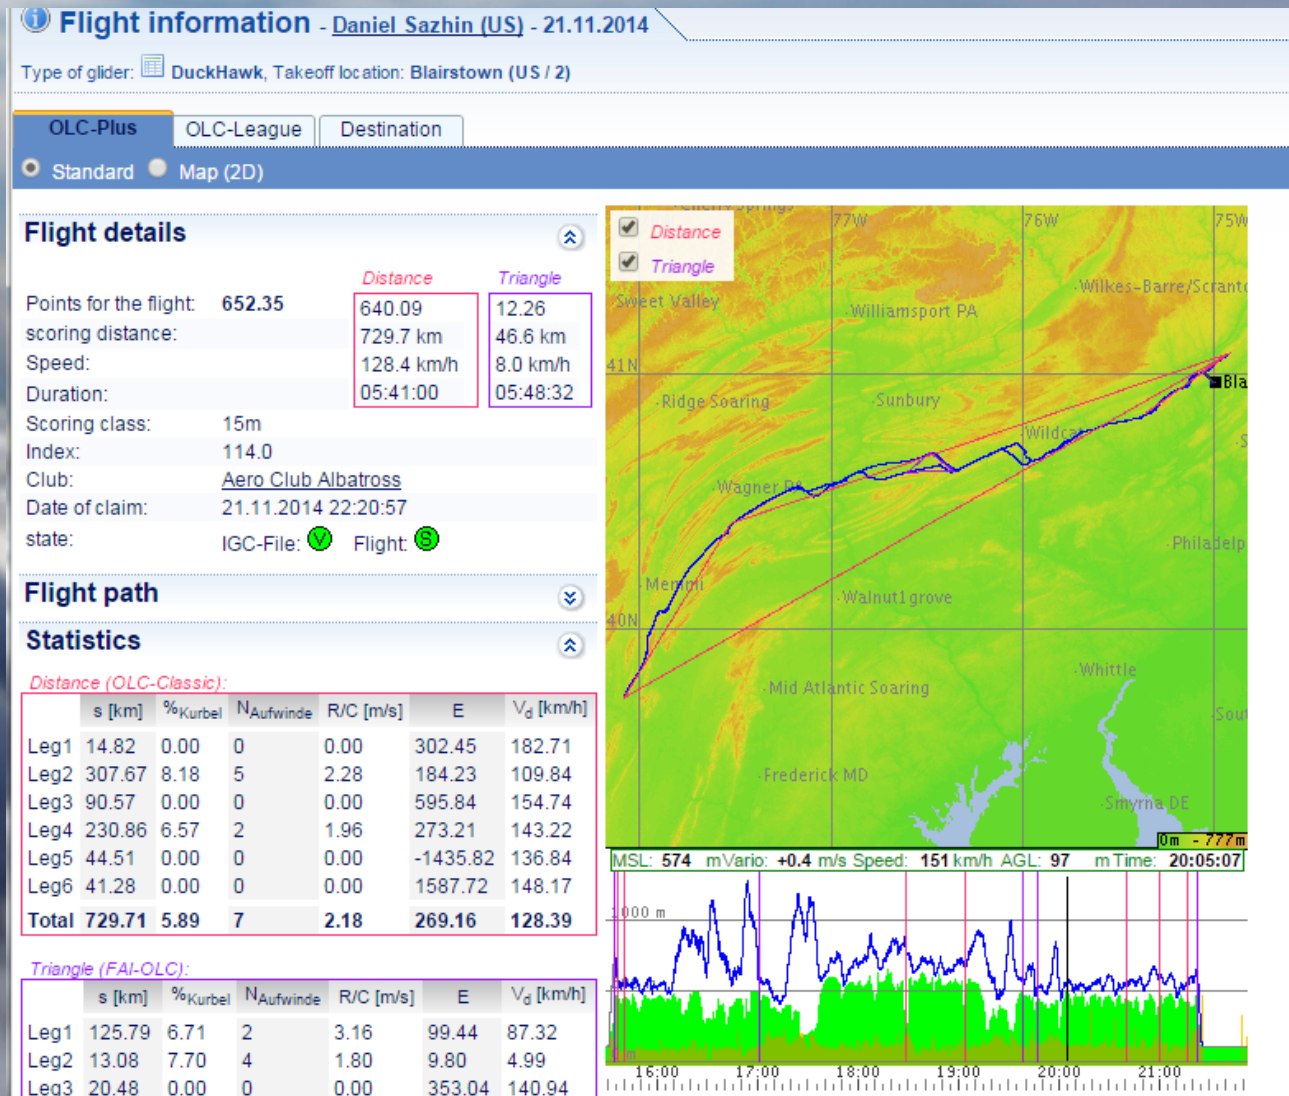 Flight information - Daniel Sazhin (US) - 21.11.2014
Type of glider: DuckHawk, Takeoff location: Blairstown (US / 2)
OLC-Plus OLC-League Destination
Standard Map (2D)
Flight details
Distance Triangle
Points for the flight: 652.35 640.09 12.26
scoring distance: 729.7 km 46.6 km
Speed: 128.4 km/h 8.0 km/h
Duration: 05:41:00 05:48:32
Scoring class: 15m
Index: 114.0
Club: Aero Club Albatross
Date of claim: 21.11.2014 22:20:57
state: IGC-File: V Flight: S
Flight path
Statistics
Distance (OLC-Classic):
s [km] %Kurbel NAufwinde R/C [m/s] E Vd [km/h]
Leg1 14.82 0.00 0 0.00 302.45 182.71
Leg2 307.67 8.18 5 2.28 184.23 109.84
Leg3 90.57 0.00 0 0.00 595.84 154.74
Leg4 230.86 6.57 2 1.96 273.21 143.22
Leg5 44.51 0.00 0 0.00 -1435.82 136.84
Leg6 41.28 0.00 0 0.00 1587.72 148.17
Total 729.71 5.89 7 2.18 269.16 128.39
Triangle (FAI-OLC):
s [km] %Kurbel NAufwinde R/C [m/s] E Vd [km/h]
Leg1 125.79 6.71 2 3.16 99.44 87.32
Leg2 13.08 7.70 4 1.80 9.80 4.99
Leg3 20.48 0.00 0 0.00 353.04 140.94
Distance
Triangle
77W 76W 75W
Sweet Valley
Wilkes-Barre/Scranto
Williamsport PA
41N
Bla
Ridge Soaring
Sunbury
Wildcat
Wagner PA
Philadelp
Memmi
Walnut1grove
40N
Whittle
Mid Atlantic Soaring
Sout
Frederick MD
Smyrna DE
0m - 777m
MSL: 574 m Vario: +0.4 m/s Speed: 151 km/h AGL: 97 m Time: 20:05:07
1000 m
16:00 17:00 18:00 19:00 20:00 21:00